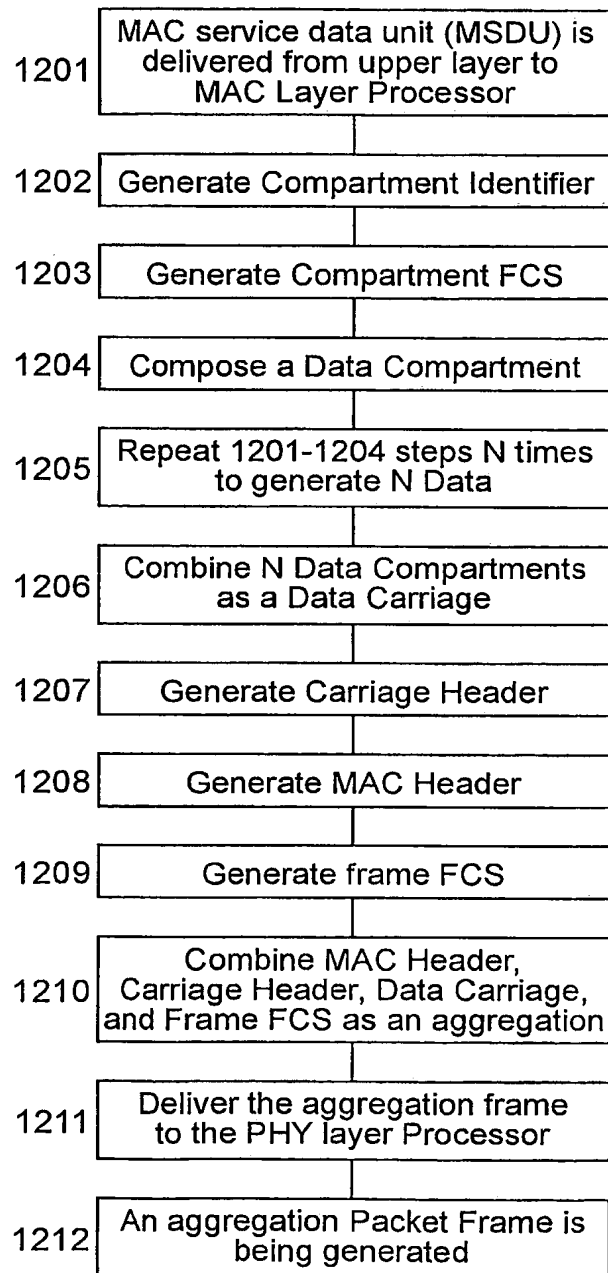 1201
MAC service data unit (MSDU) is
delivered from upper layer to
MAC Layer Processor
1202
Generate Compartment Identifier
1203
Generate Compartment FCS
1204
Compose a Data Compartment
1205
Repeat 1201-1204 steps N times
to generate N Data
1206
Combine N Data Compartments
as a Data Carriage
1207
Generate Carriage Header
1208
Generate MAC Header
1209
Generate frame FCS
1210
Combine MAC Header,
Carriage Header, Data Carriage,
and Frame FCS as an aggregation
1211
Deliver the aggregation frame
to the PHY layer Processor
1212
An aggregation Packet Frame is
being generated